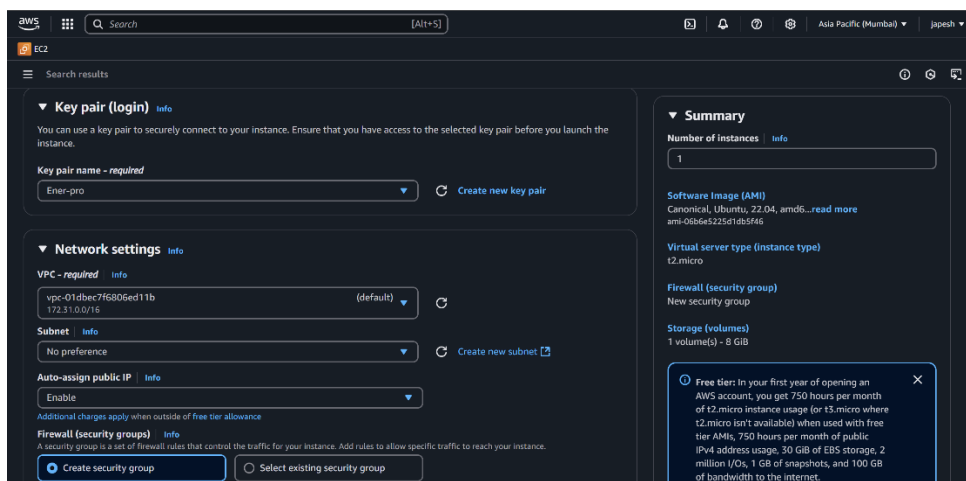 aws
Search [Alt+S]
Asia Pacific (Mumbai)
japesh
EC2
Search results
Key pair (login) Info
You can use a key pair to securely connect to your instance. Ensure that you have access to the selected key pair before you launch the
instance.
Key pair name - required
Ener-pro
Create new key pair
Network settings Info
VPC - required Info
vpc-01dbec7f6806ed11b (default)
172.31.0.0/16
Subnet Info
No preference
Create new subnet
Auto-assign public IP Info
Enable
Additional charges apply when outside of free tier allowance
Firewall (security groups) Info
A security group is a set of firewall rules that control the traffic for your instance. Add rules to allow specific traffic to reach your instance.
Create security group
Select existing security group
Summary
Number of instances Info
1
Software Image (AMI)
Canonical, Ubuntu, 22.04, amd6...read more
ami-06b6e5225d1db5f46
Virtual server type (instance type)
t2.micro
Firewall (security group)
New security group
Storage (volumes)
1 volume(s) - 8 GiB
Free tier: In your first year of opening an
AWS account, you get 750 hours per month
of t2.micro instance usage (or t3.micro where
t2.micro isn't available) when used with free
tier AMIs, 750 hours per month of public
IPv4 address usage, 30 GiB of EBS storage, 2
million I/Os, 1 GB of snapshots, and 100 GB
of bandwidth to the internet.